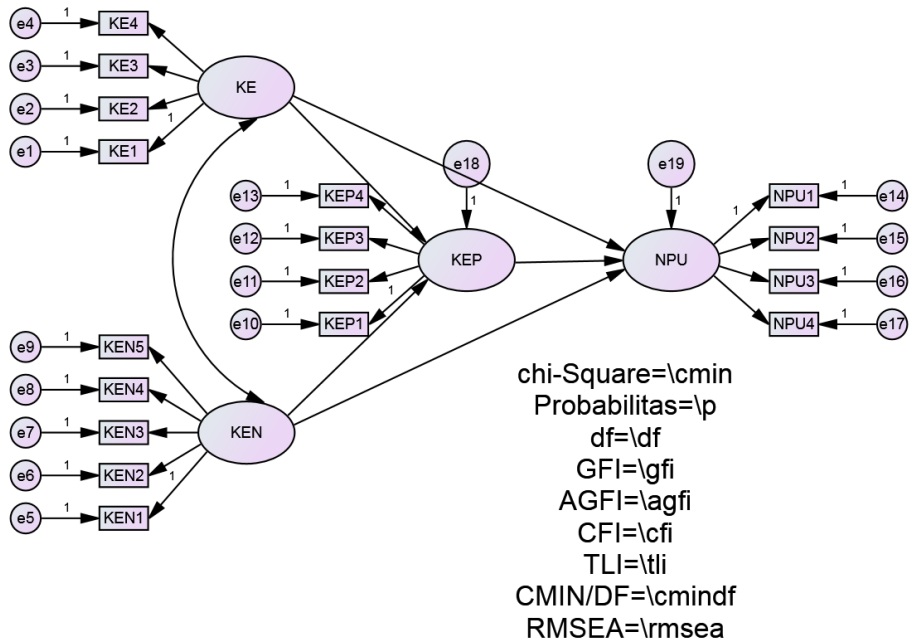 e4 1 KE4
e3 1 KE3
KE
e2 1 KE2
1
e1 1 KE1
e18 e19
e13 1 KEP4 1 1 1 NPU1 1 e14
e12 1 KEP3 NPU2 1 e15
KEP NPU
e11 1 KEP2 NPU3 1 e16
1
e10 1 KEP1 NPU4 1 e17
e9 1 KEN5
e8 1 KEN4
e7 1 KEN3 KEN
e6 1 KEN2
1
e5 1 KEN1
chi-Square=\cmin
Probabilitas=\p
df=\df
GFI=\gfi
AGFI=\agfi
CFI=\cfi
TLI=\tli
CMIN/DF=\cmindf
RMSEA=\rmsea